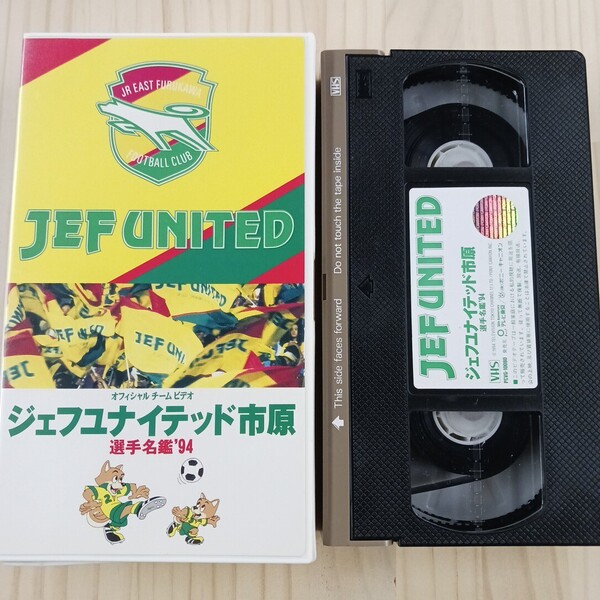 JR EAST FURUKAWA
FOOTBALL CLUB
JEF UNITED
JEF UNITED
オフィシャル チーム ビデオ
ジェフユナイテッド市原
選手名鑑'94
VHS
Do not touch the tape inside
This side faces forward
JEF UNITED
ジェフユナイテッド市原
選手名鑑'94
VHS